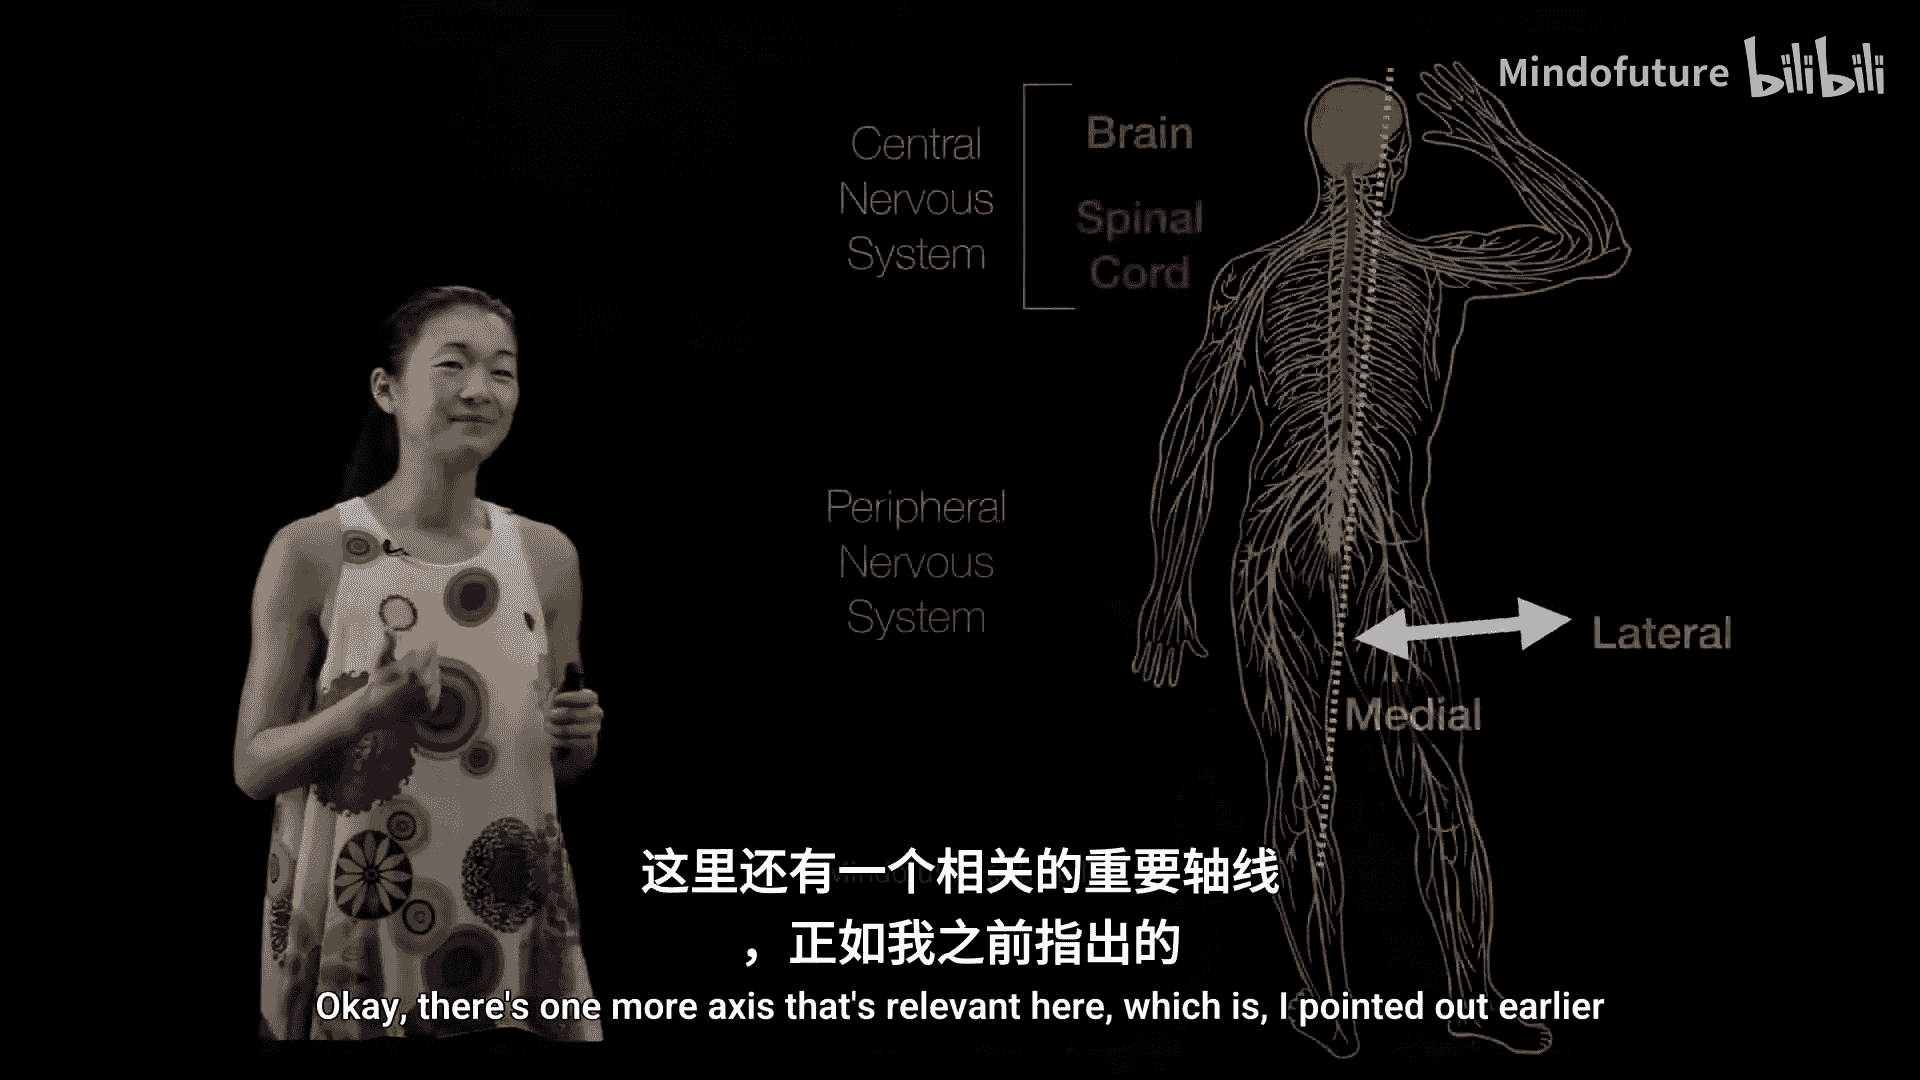 Mindofuture bilibili
Central
Nervous
System
Brain
Spinal
Cord
Peripheral
Nervous
System
Lateral
Medial
这里还有一个相关的重要轴线
，正如我之前指出的
Okay, there's one more axis that's relevant here, which is, I pointed out earlier